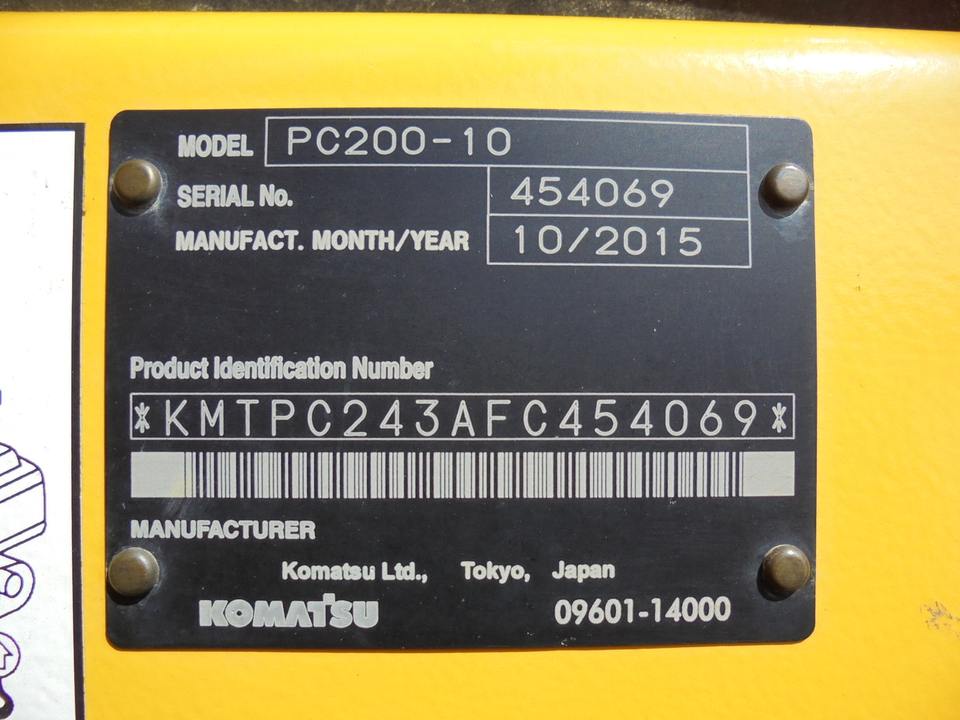 MODEL PC200-10
SERIAL No. 454069
MANUFACT. MONTH/YEAR 10/2015
Product Identification Number
*KMTPC243AFC454069*
MANUFACTURER
Komatsu Ltd., Tokyo, Japan
KOMATSU 09601-14000